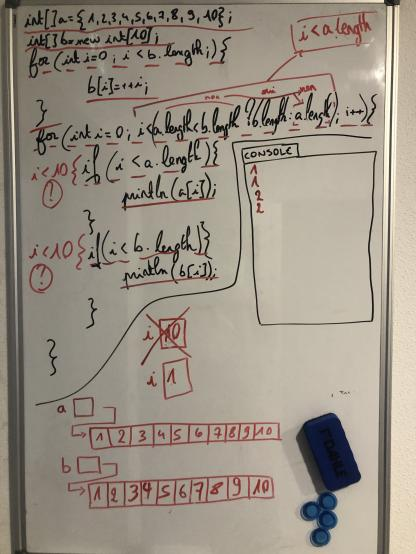 int[] a = {1,2,3,4,5,6,7,8,9,10};
int[] b = new int[10];
for (int i=0; i < b.length;){
b[i]=++i;
}
i < a.length
non oui non
for (int i=0; i<(a.length<b.length ? b.length : a.length); i++){
i<10 { if (i < a.length){
?
println(a[i]);
}
i<10 { if (i < b.length){
?
println(b[i]);
}
}
CONSOLE
1
1
2
2
i 10
i 1
a
1 2 3 4 5 6 7 8 9 10
b
1 2 3 4 5 6 7 8 9 10
DAHLE